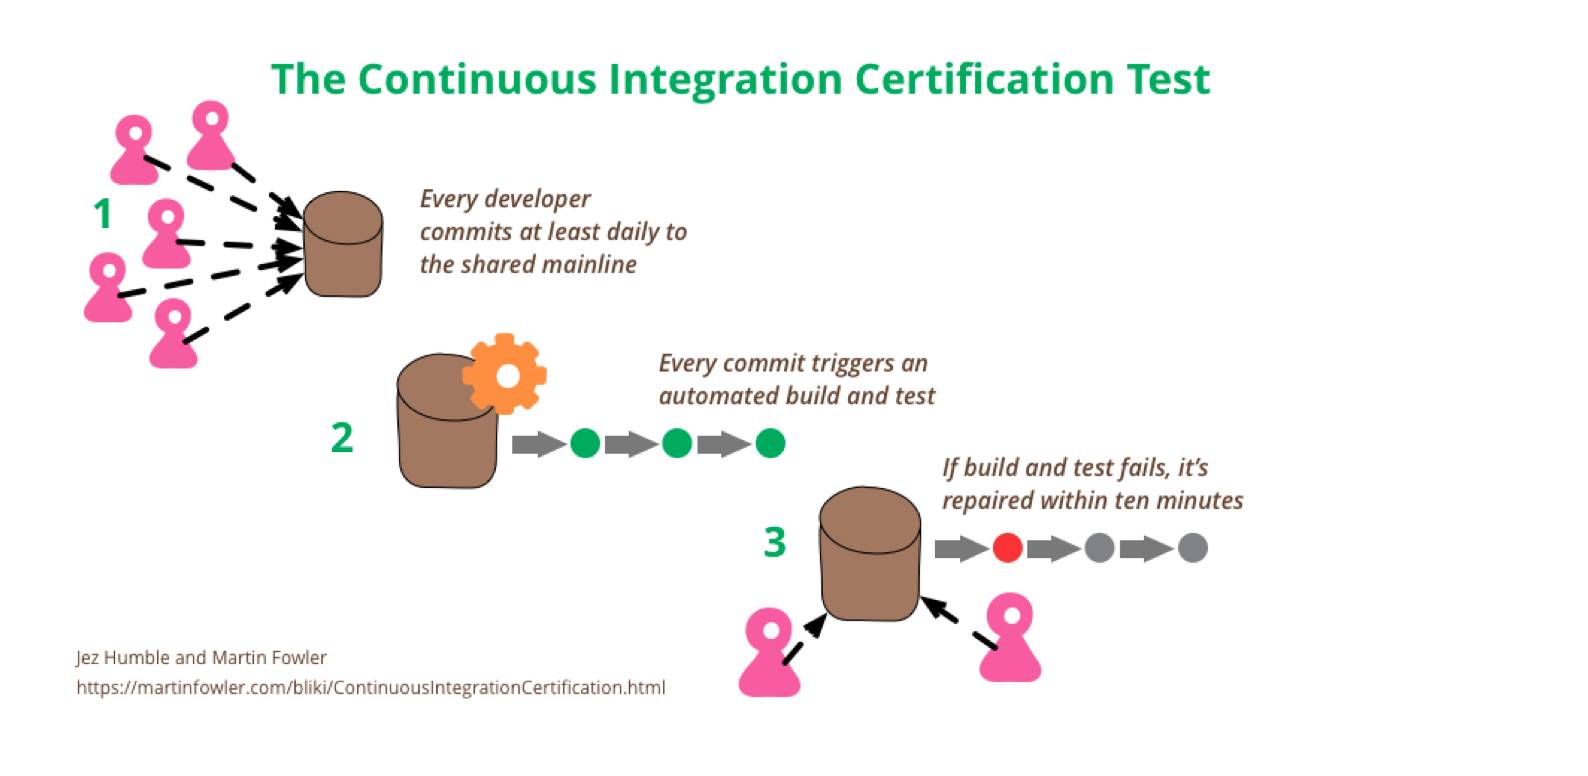 The Continuous Integration Certification Test
1
Every developer
commits at least daily to
the shared mainline
2
Every commit triggers an
automated build and test
3
If build and test fails, it’s
repaired within ten minutes
Jez Humble and Martin Fowler
https://martinfowler.com/bliki/ContinuousIntegrationCertification.html